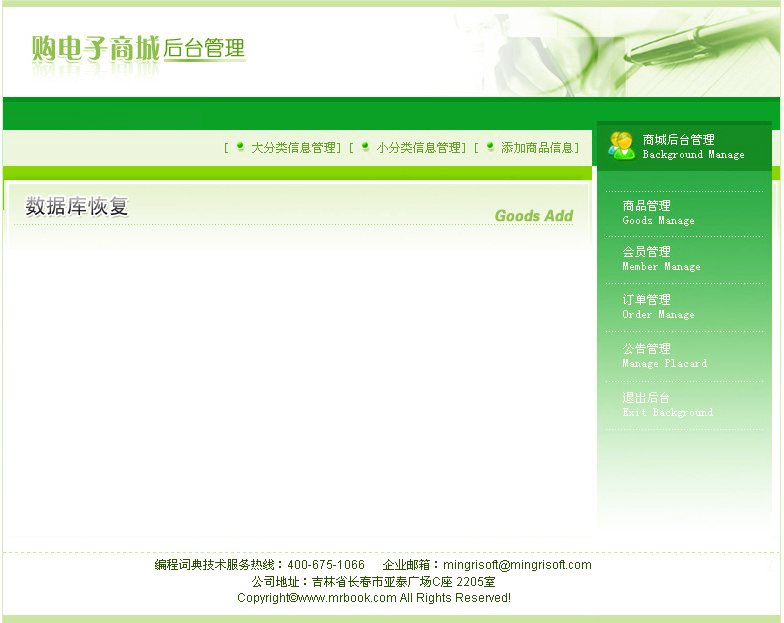 购电子商城后台管理
[ 大分类信息管理] [ 小分类信息管理] [ 添加商品信息]
商城后台管理
Background Manage
数据库恢复
Goods Add
商品管理
Goods Manage
会员管理
Member Manage
订单管理
Order Manage
公告管理
Manage Placard
退出后台
Exit Background
编程词典技术服务热线：400-675-1066 企业邮箱：mingrisoft@mingrisoft.com
公司地址：吉林省长春市亚泰广场C座 2205室
Copyright©www.mrbook.com All Rights Reserved!